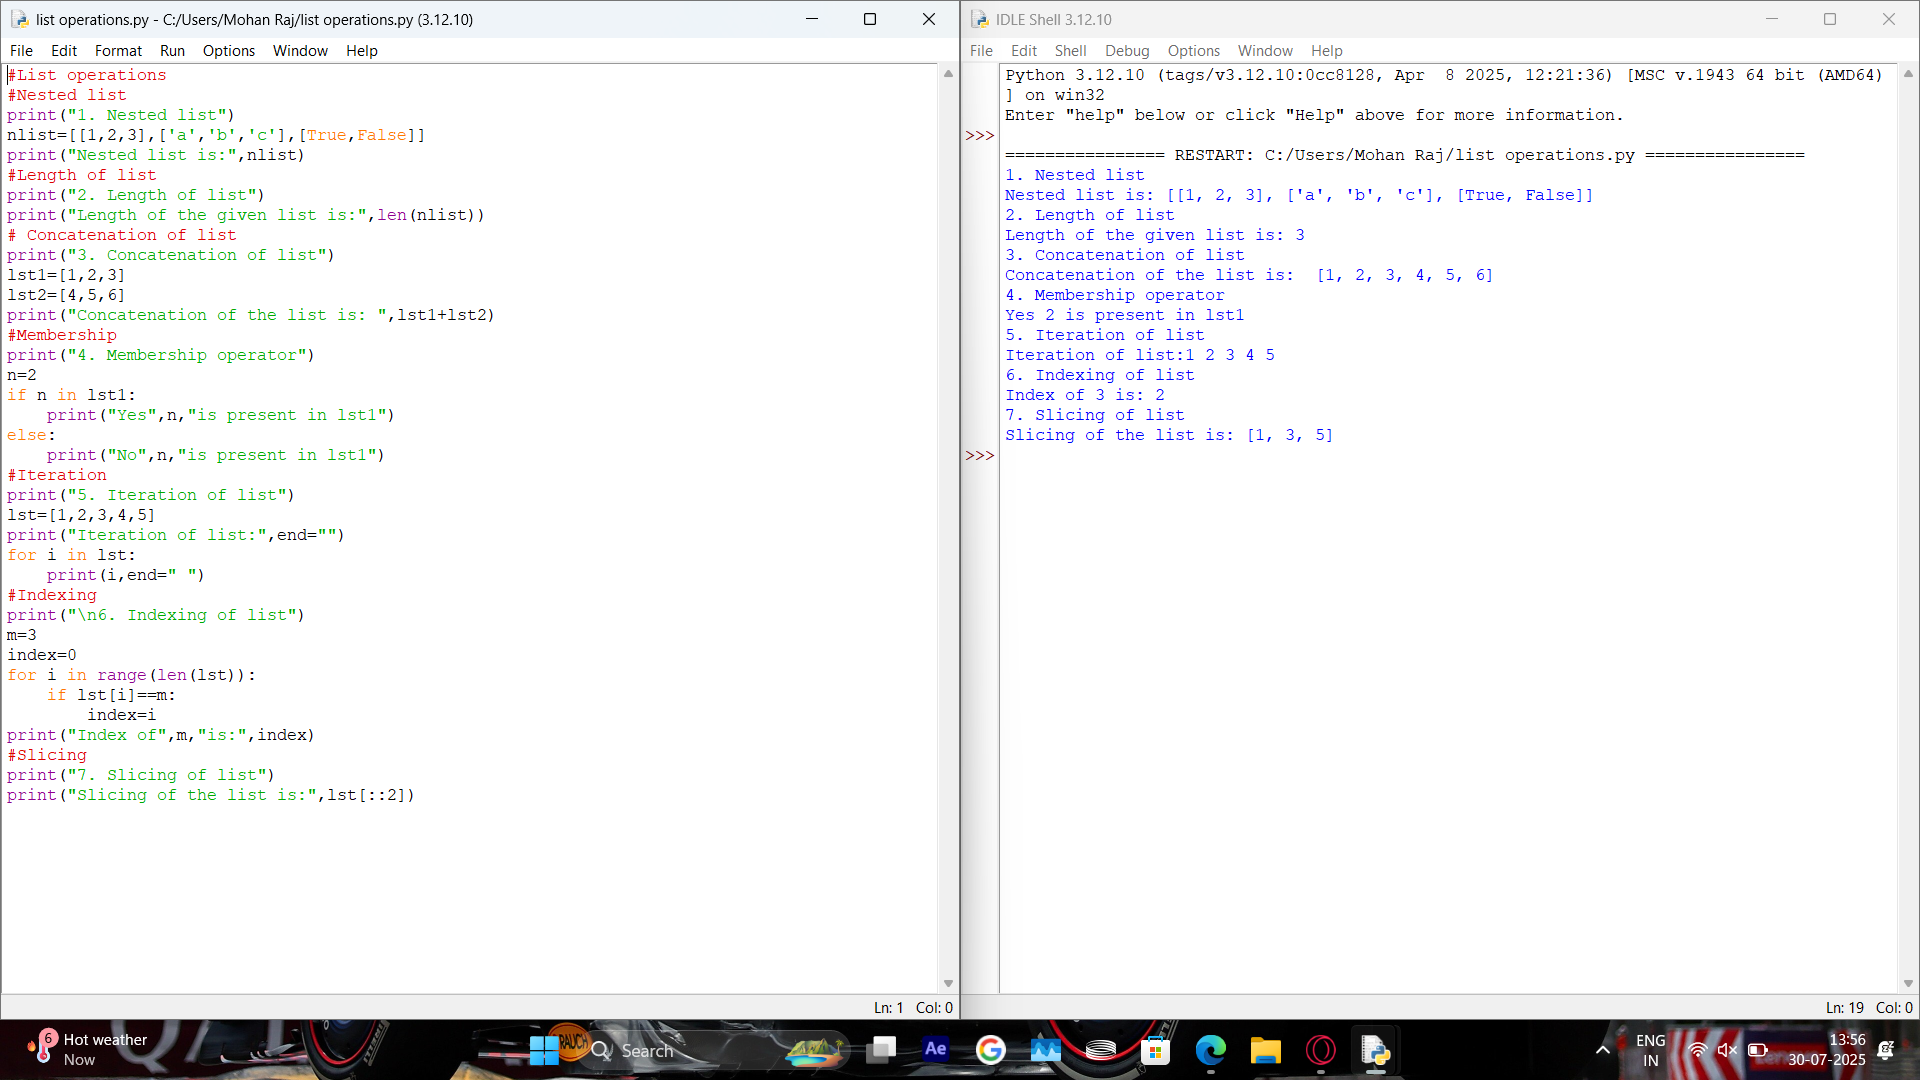 list operations.py - C:/Users/Mohan Raj/list operations.py (3.12.10)
File Edit Format Run Options Window Help
#List operations
#Nested list
print("1. Nested list")
nlist=[[1,2,3],['a','b','c'],[True,False]]
print("Nested list is:",nlist)
#Length of list
print("2. Length of list")
print("Length of the given list is:",len(nlist))
# Concatenation of list
print("3. Concatenation of list")
lst1=[1,2,3]
lst2=[4,5,6]
print("Concatenation of the list is: ",lst1+lst2)
#Membership
print("4. Membership operator")
n=2
if n in lst1:
    print("Yes",n,"is present in lst1")
else:
    print("No",n,"is present in lst1")
#Iteration
print("5. Iteration of list")
lst=[1,2,3,4,5]
print("Iteration of list:",end="")
for i in lst:
    print(i,end=" ")
#Indexing
print("\n6. Indexing of list")
m=3
index=0
for i in range(len(lst)):
    if lst[i]==m:
        index=i
print("Index of",m,"is:",index)
#Slicing
print("7. Slicing of list")
print("Slicing of the list is:",lst[::2])
Ln: 1 Col: 0
IDLE Shell 3.12.10
File Edit Shell Debug Options Window Help
Python 3.12.10 (tags/v3.12.10:0cc8128, Apr  8 2025, 12:21:36) [MSC v.1943 64 bit (AMD64)
] on win32
Enter "help" below or click "Help" above for more information.
>>>
================ RESTART: C:/Users/Mohan Raj/list operations.py ================
1. Nested list
Nested list is: [[1, 2, 3], ['a', 'b', 'c'], [True, False]]
2. Length of list
Length of the given list is: 3
3. Concatenation of list
Concatenation of the list is:  [1, 2, 3, 4, 5, 6]
4. Membership operator
Yes 2 is present in lst1
5. Iteration of list
Iteration of list:1 2 3 4 5
6. Indexing of list
Index of 3 is: 2
7. Slicing of list
Slicing of the list is: [1, 3, 5]
>>>
Ln: 19 Col: 0
6
Hot weather
Now
RAUCH
Search
Ae
ENG
IN
13:56
30-07-2025